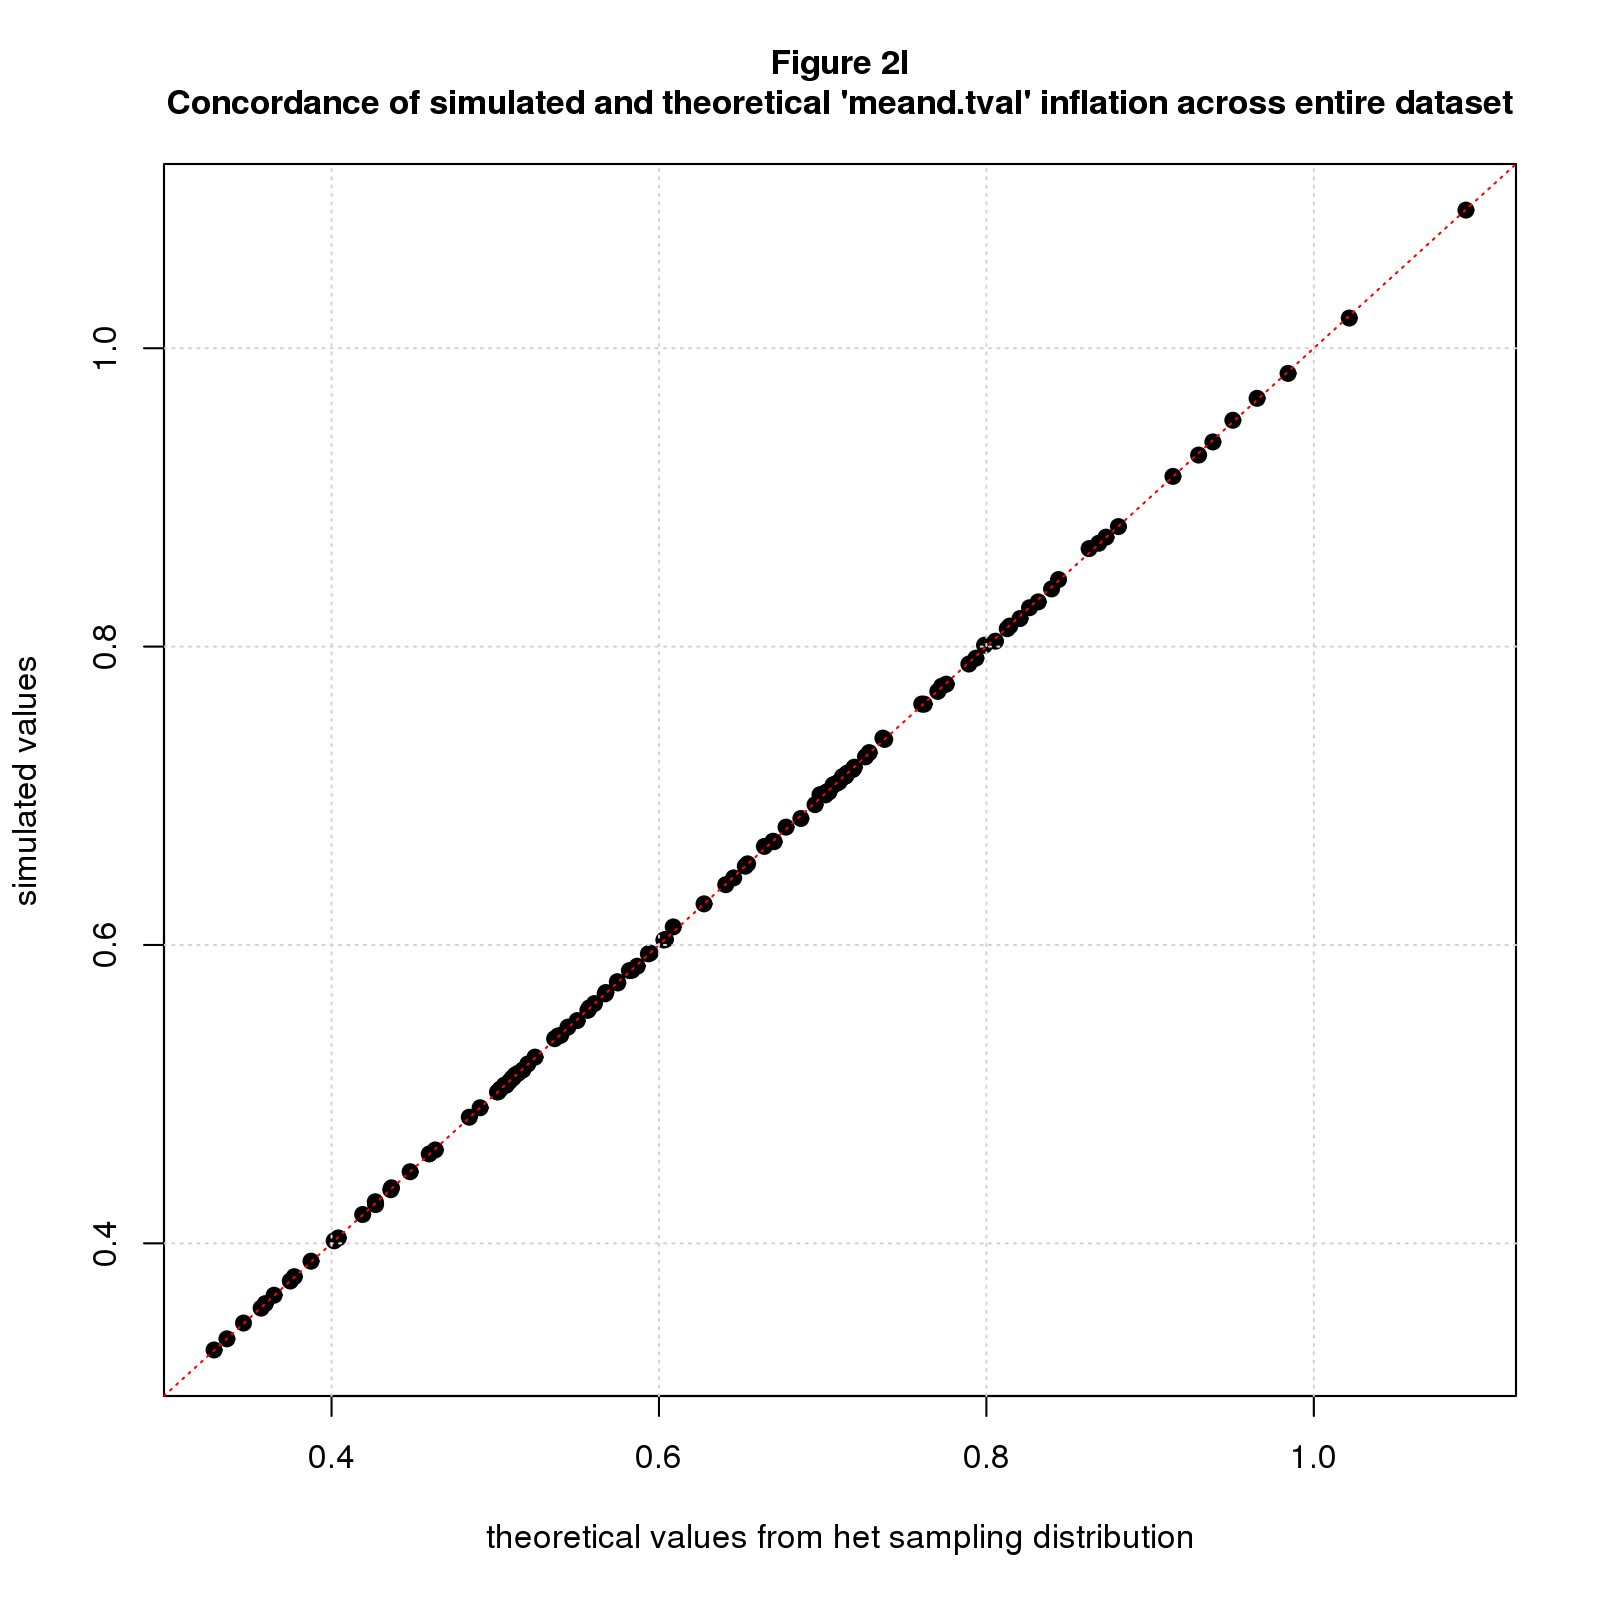 Figure 2l
Concordance of simulated and theoretical 'meand.tval' inflation across entire dataset
1.0
0.8
0.6
0.4
simulated values
0.4 0.6 0.8 1.0
theoretical values from het sampling distribution